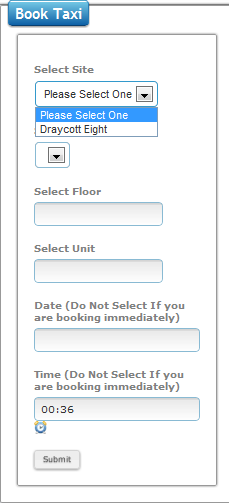 Book Taxi
Select Site
Please Select One
Please Select One
Draycott Eight
Select Floor
Select Unit
Date (Do Not Select If you
are booking immediately)
Time (Do Not Select If you
are booking immediately)
00:36
Submit